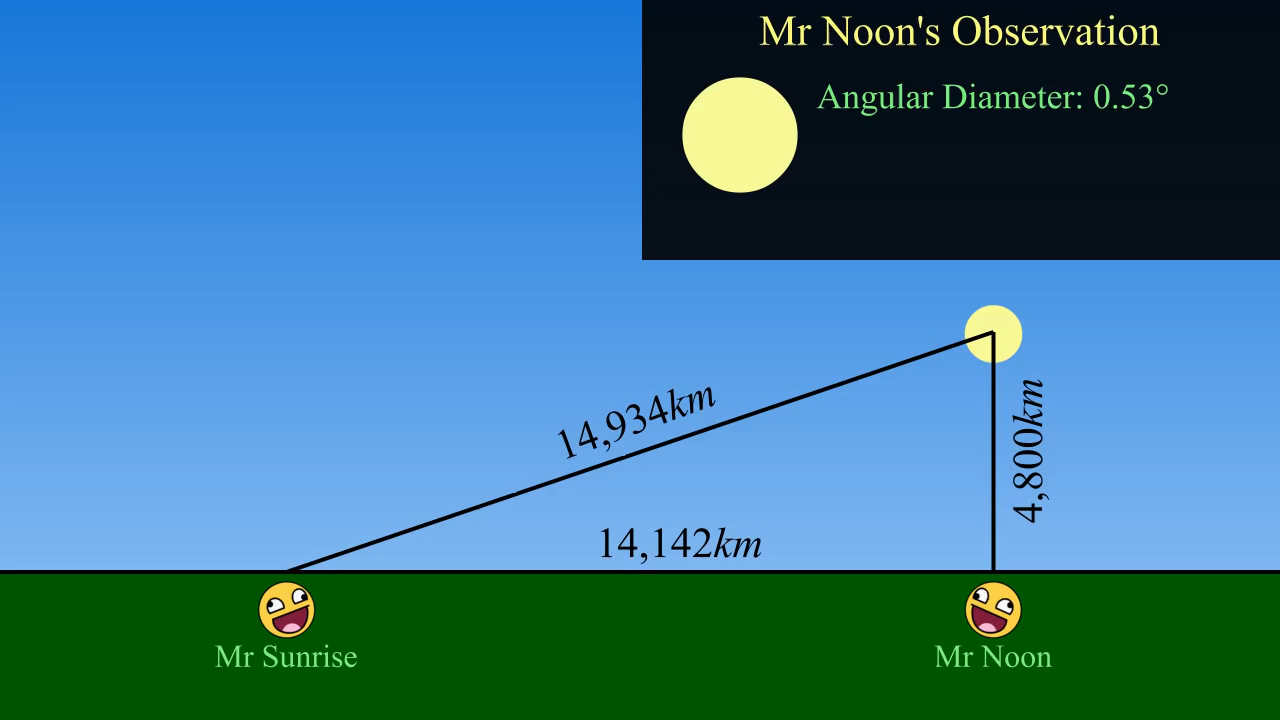 Mr Noon's Observation
Angular Diameter: 0.53°
14,934km
4,800km
14,142km
Mr Sunrise
Mr Noon